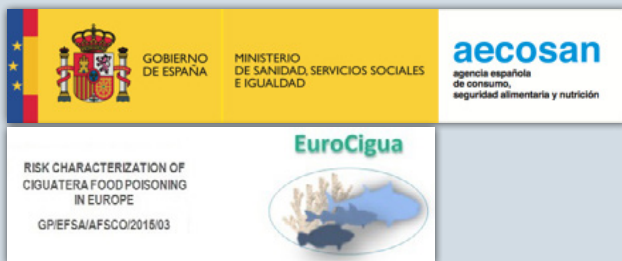 GOBIERNO
DE ESPAÑA
MINISTERIO
DE SANIDAD, SERVICIOS SOCIALES
E IGUALDAD
aecosan
agencia española
de consumo,
seguridad alimentaria y nutrición
RISK CHARACTERIZATION OF
CIGUATERA FOOD POISONING
IN EUROPE
GP/EFSA/AFSCO/2015/03
EuroCigua